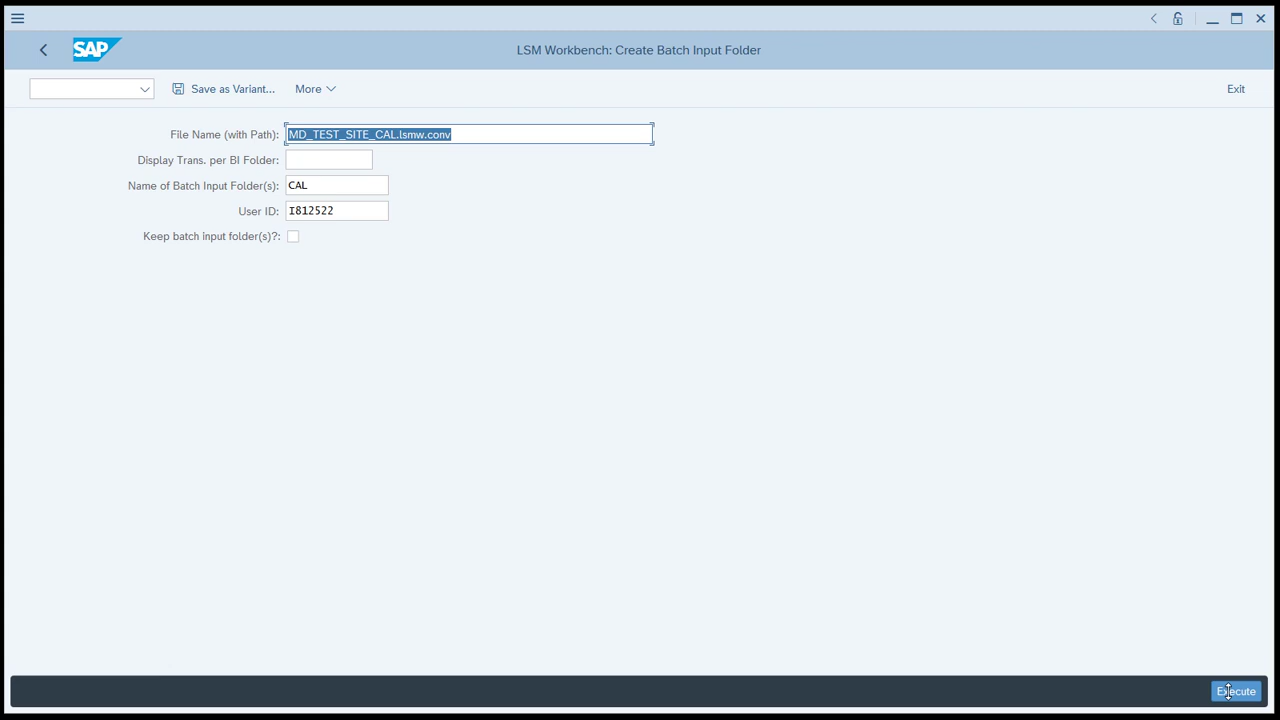 SAP
LSM Workbench: Create Batch Input Folder
Save as Variant... More Exit
File Name (with Path): MD_TEST_SITE_CAL.lsmw.conv
Display Trans. per BI Folder:
Name of Batch Input Folder(s): CAL
User ID: I812522
Keep batch input folder(s)?:
Execute